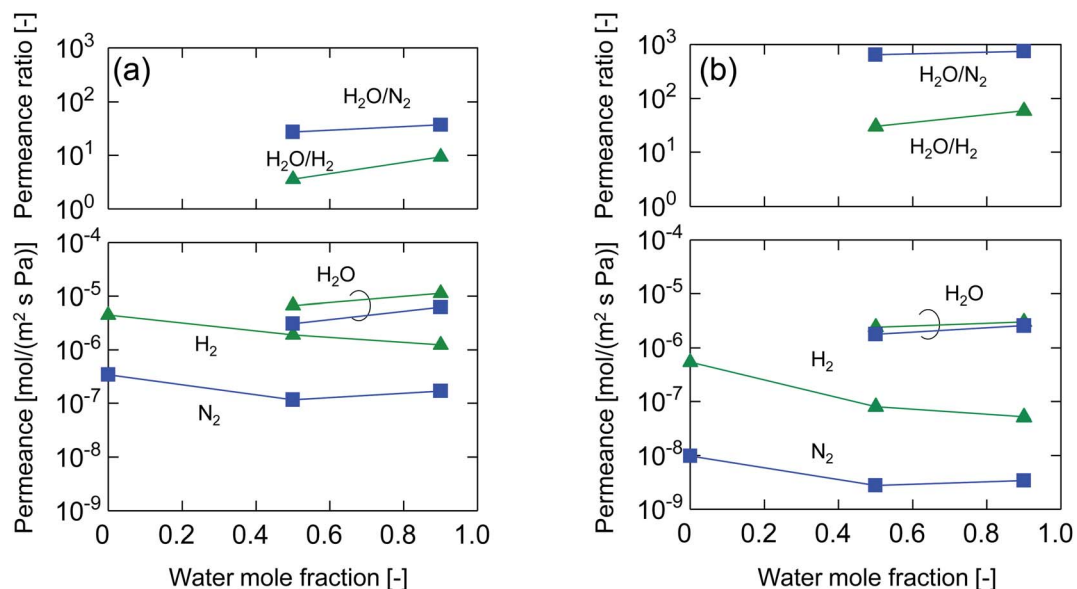 Permeance ratio [-]
10³
10²
10¹
10⁰
(a)
H₂O/N₂
H₂O/H₂
Permeance [mol/(m² s Pa)]
10⁻⁴
10⁻⁵
10⁻⁶
10⁻⁷
10⁻⁸
10⁻⁹
H₂O
H₂
N₂
0 0.2 0.4 0.6 0.8 1.0
Water mole fraction [-]
Permeance ratio [-]
10³
10²
10¹
10⁰
(b)
H₂O/N₂
H₂O/H₂
Permeance [mol/(m² s Pa)]
10⁻⁴
10⁻⁵
10⁻⁶
10⁻⁷
10⁻⁸
10⁻⁹
H₂O
H₂
N₂
0 0.2 0.4 0.6 0.8 1.0
Water mole fraction [-]